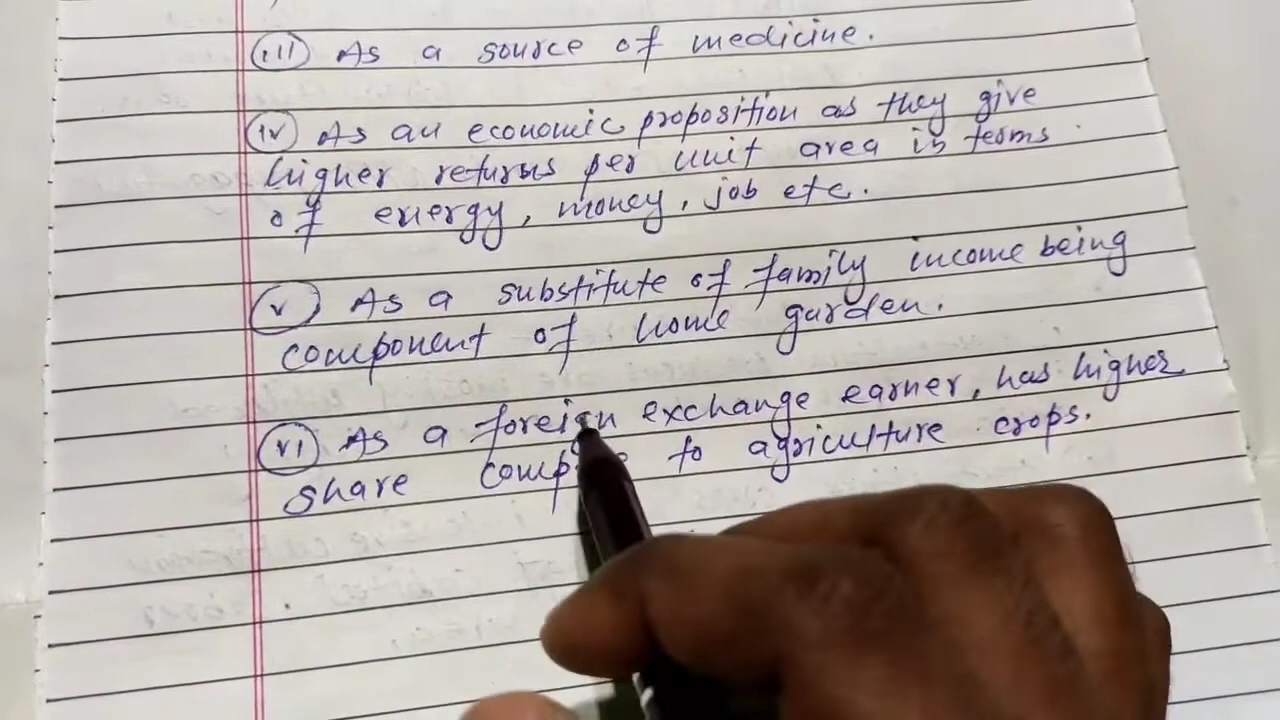 (iii) As a source of medicine.
(iv) As an economic proposition as they give
higher returns per unit area in terms
of energy, money, job etc.
(v) As a substitute of family income being
component of home garden.
(vi) As a foreign exchange earner, has higher
share to agriculture crops.